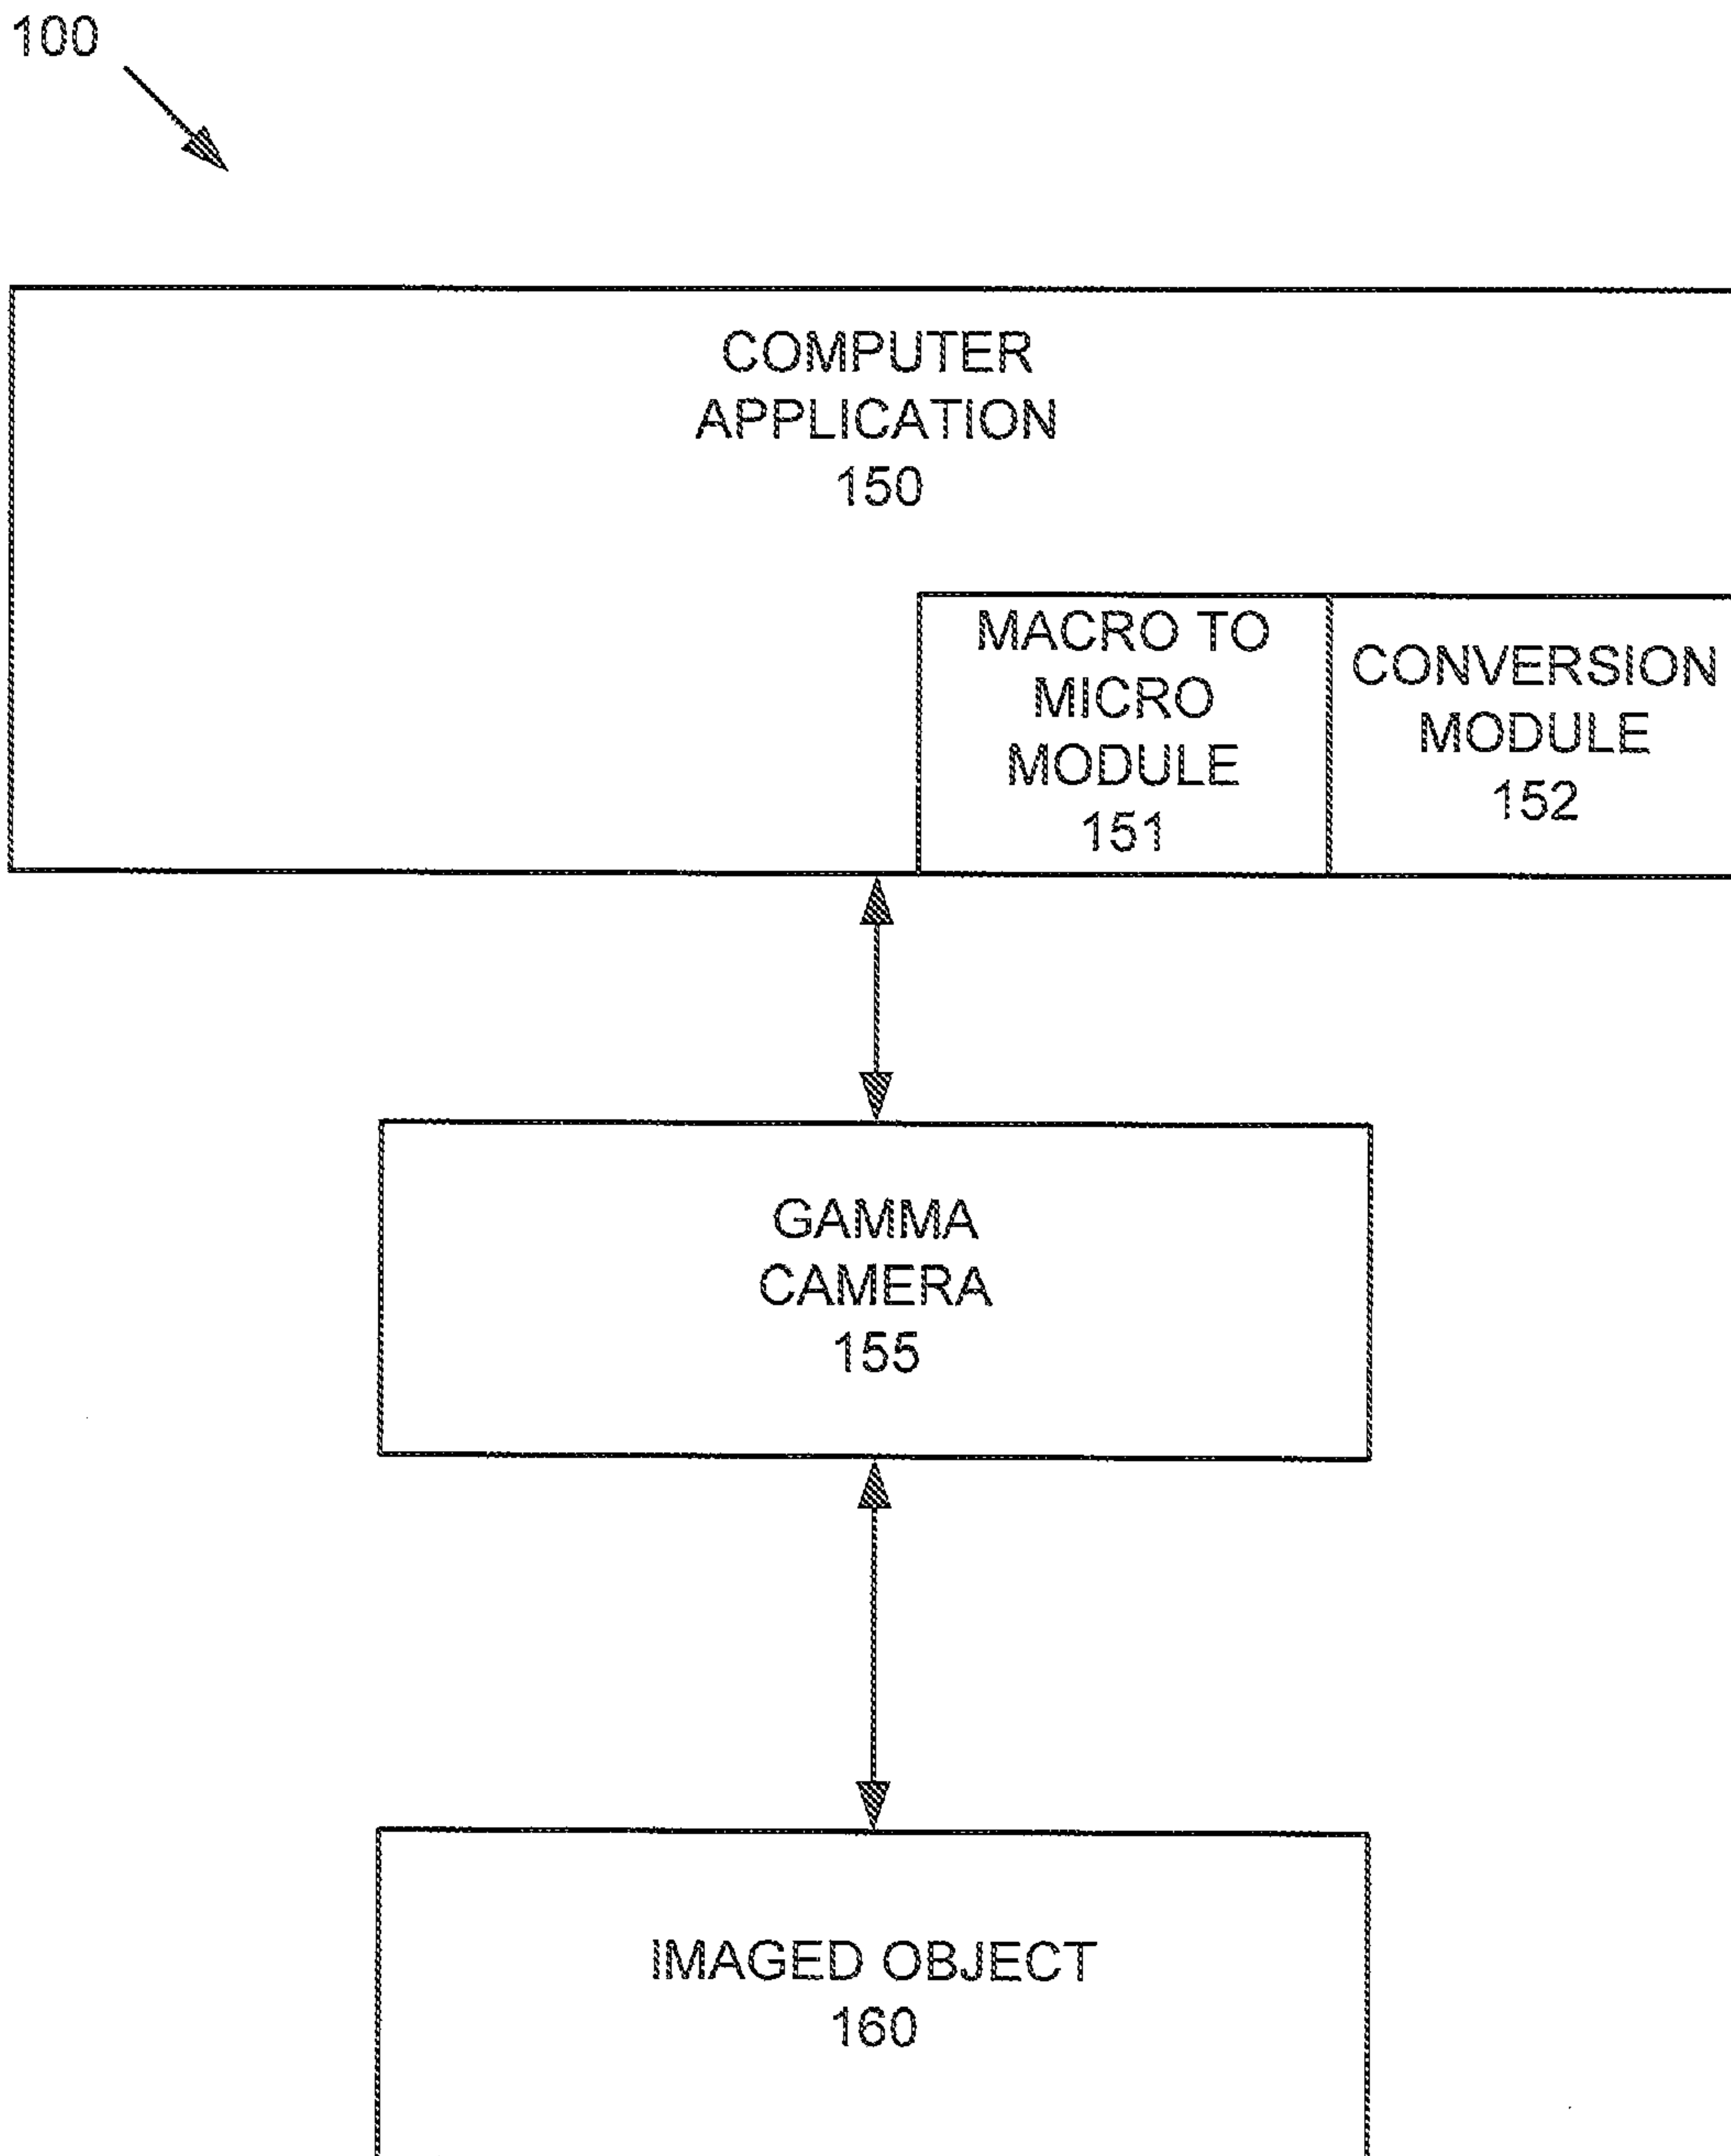 100
COMPUTER
APPLICATION
150
MACRO TO
MICRO
MODULE
151
CONVERSION
MODULE
152
GAMMA
CAMERA
155
IMAGED OBJECT
160